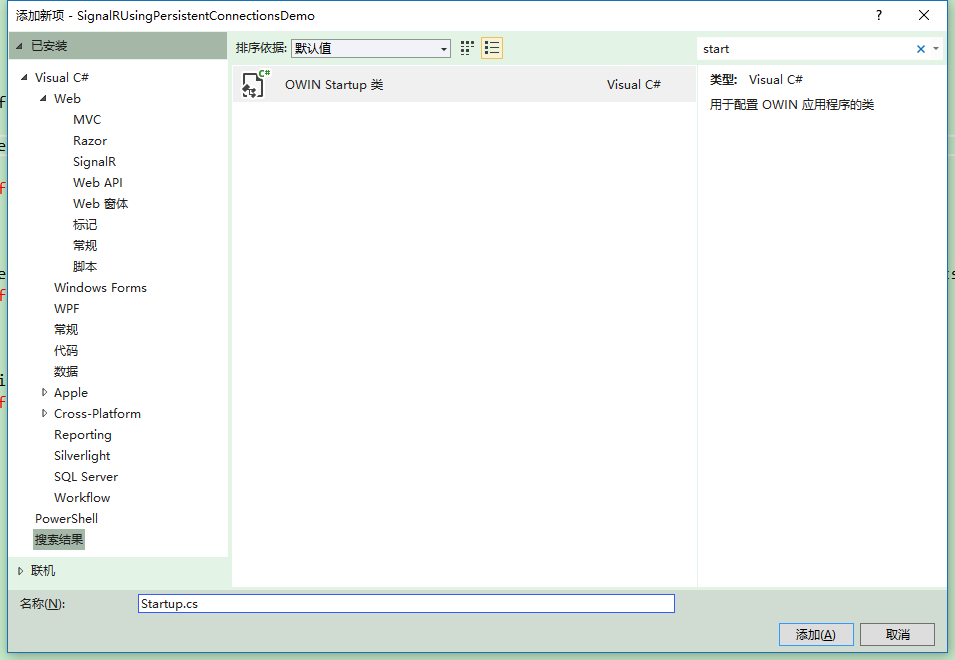 添加新项 - SignalRUsingPersistentConnectionsDemo
?
已安装
排序依据: 默认值
start
Visual C#
Web
MVC
Razor
SignalR
Web API
Web 窗体
标记
常规
脚本
Windows Forms
WPF
常规
代码
数据
Apple
Cross-Platform
Reporting
Silverlight
SQL Server
Workflow
PowerShell
搜索结果
联机
C#
OWIN Startup 类 Visual C#
类型: Visual C#
用于配置 OWIN 应用程序的类
名称(N): Startup.cs
添加(A) 取消